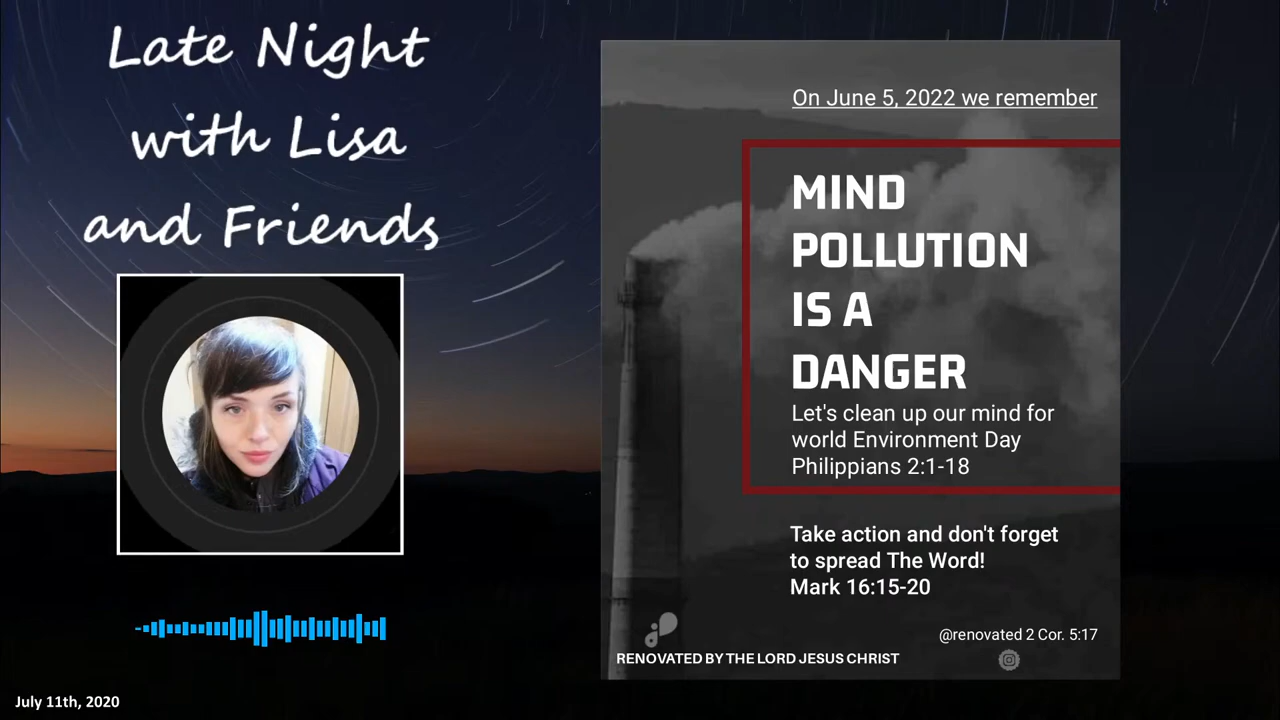 Late Night
with Lisa
and Friends
July 11th, 2020
On June 5, 2022 we remember
MIND
POLLUTION
IS A
DANGER
Let's clean up our mind for
world Environment Day
Philippians 2:1-18
Take action and don't forget
to spread The Word!
Mark 16:15-20
@renovated 2 Cor. 5:17
RENOVATED BY THE LORD JESUS CHRIST